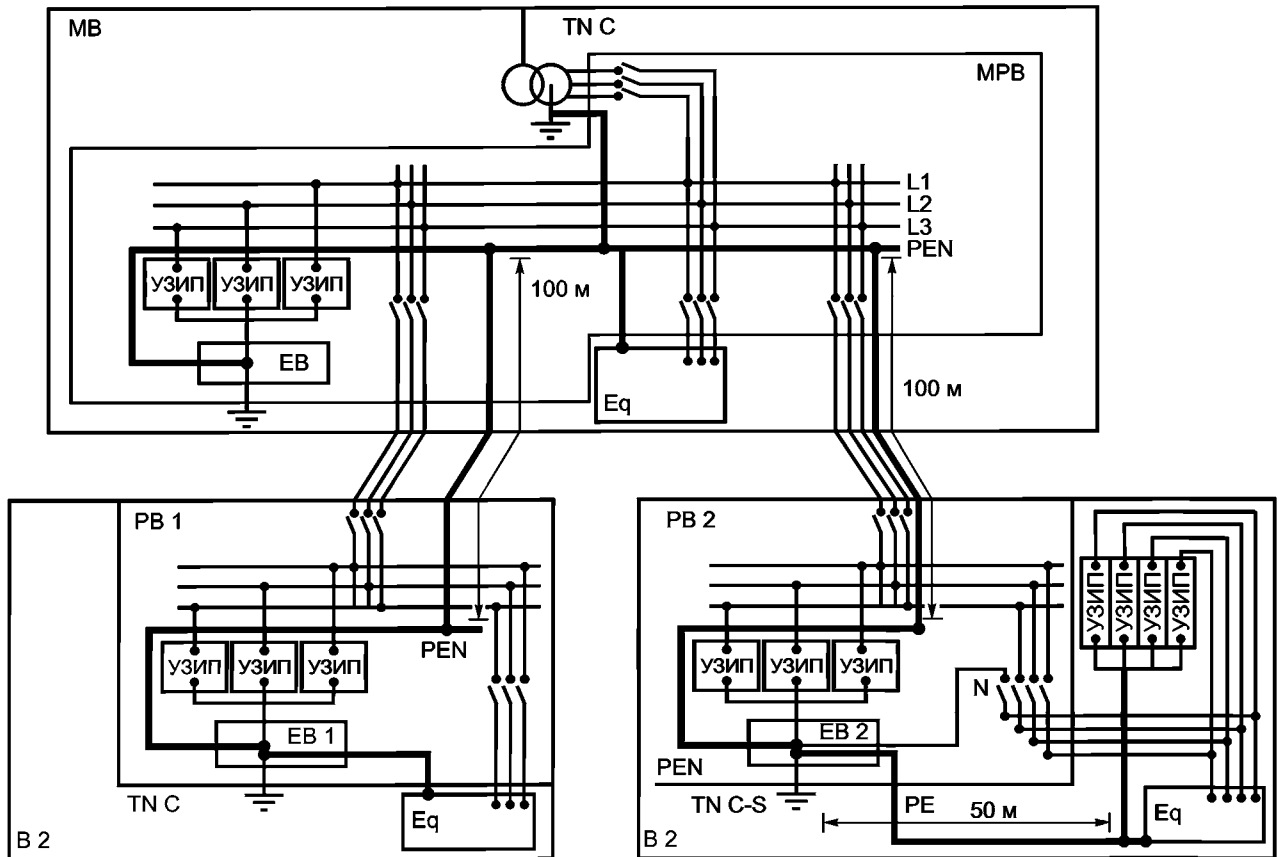 MB
TN C
MPB
L1
L2
L3
PEN
УЗИП
УЗИП
УЗИП
100 м
EB
Eq
100 м
PB 1
PEN
УЗИП
УЗИП
УЗИП
EB 1
TN C
Eq
B 2
PB 2
УЗИП
УЗИП
УЗИП
УЗИП
УЗИП
УЗИП
УЗИП
N
EB 2
PEN
TN C-S
PE
50 м
Eq
B 2